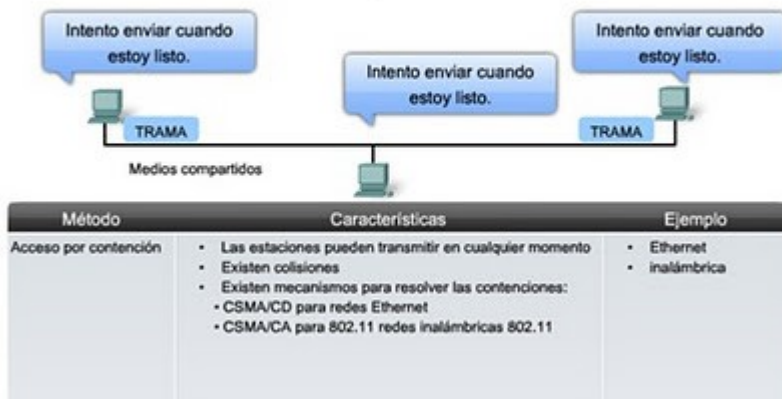 Intento enviar cuando
estoy listo.
Intento enviar cuando
estoy listo.
Intento enviar cuando
estoy listo.
TRAMA
TRAMA
Medios compartidos
Método
Características
Ejemplo
Acceso por contención
• Las estaciones pueden transmitir en cualquier momento
• Existen colisiones
• Existen mecanismos para resolver las contenciones:
• CSMA/CD para redes Ethernet
• CSMA/CA para 802.11 redes inalámbricas 802.11
• Ethernet
• inalámbrica